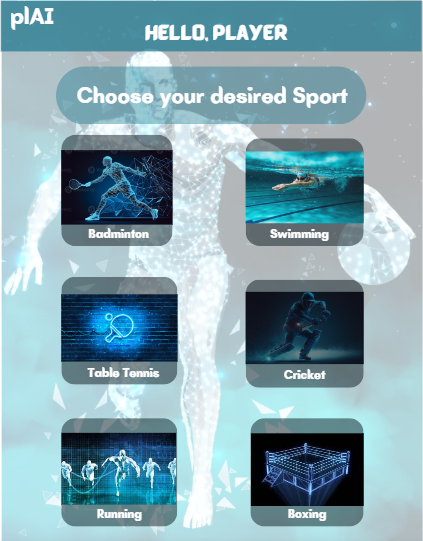 plAI
HELLO, PLAYER
Choose your desired Sport
Badminton
Swimming
Table Tennis
Cricket
Running
Boxing